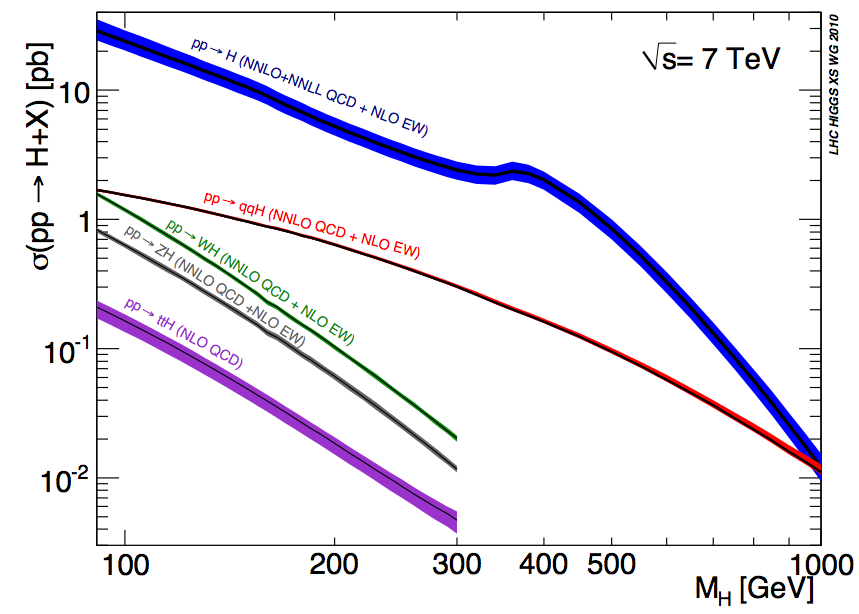 LHC HIGGS XS WG 2010
√s= 7 TeV
σ(pp → H+X) [pb]
pp → H (NNLO+NNLL QCD + NLO EW)
pp → qqH (NNLO QCD + NLO EW)
pp → WH (NNLO QCD + NLO EW)
pp → ZH (NNLO QCD +NLO EW)
pp → ttH (NLO QCD)
10
1
10⁻¹
10⁻²
100 200 300 400 500 1000
M_H [GeV]